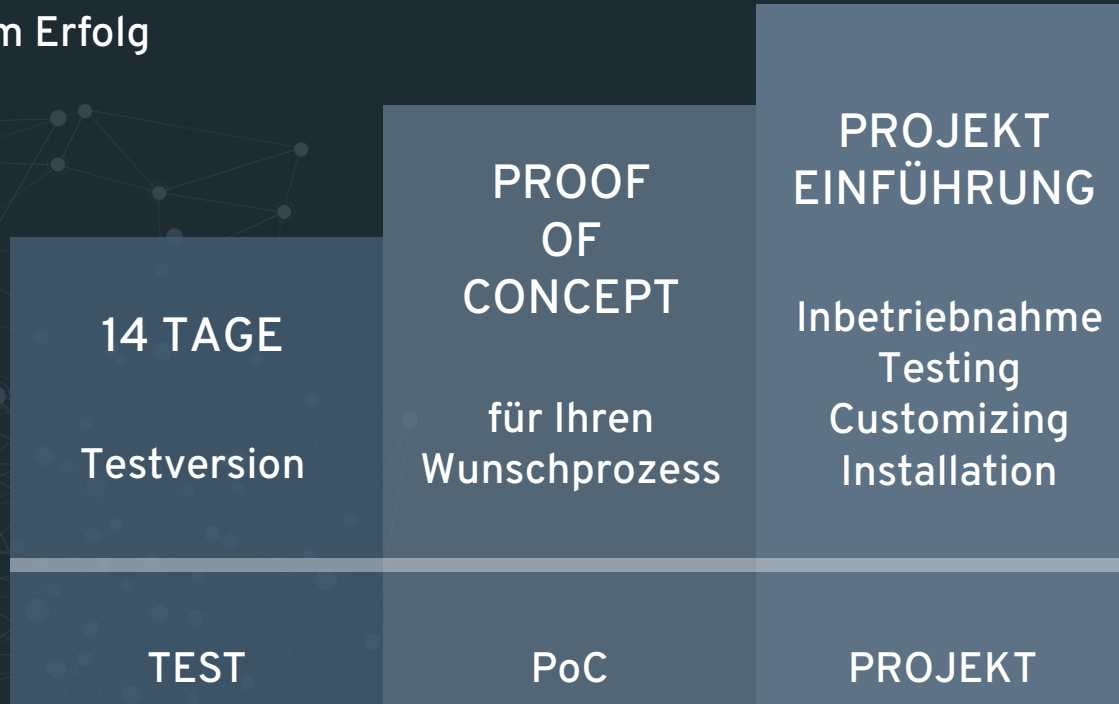 m Erfolg
14 TAGE
Testversion
TEST
PROOF
OF
CONCEPT
für Ihren
Wunschprozess
PoC
PROJEKT
EINFÜHRUNG
Inbetriebnahme
Testing
Customizing
Installation
PROJEKT